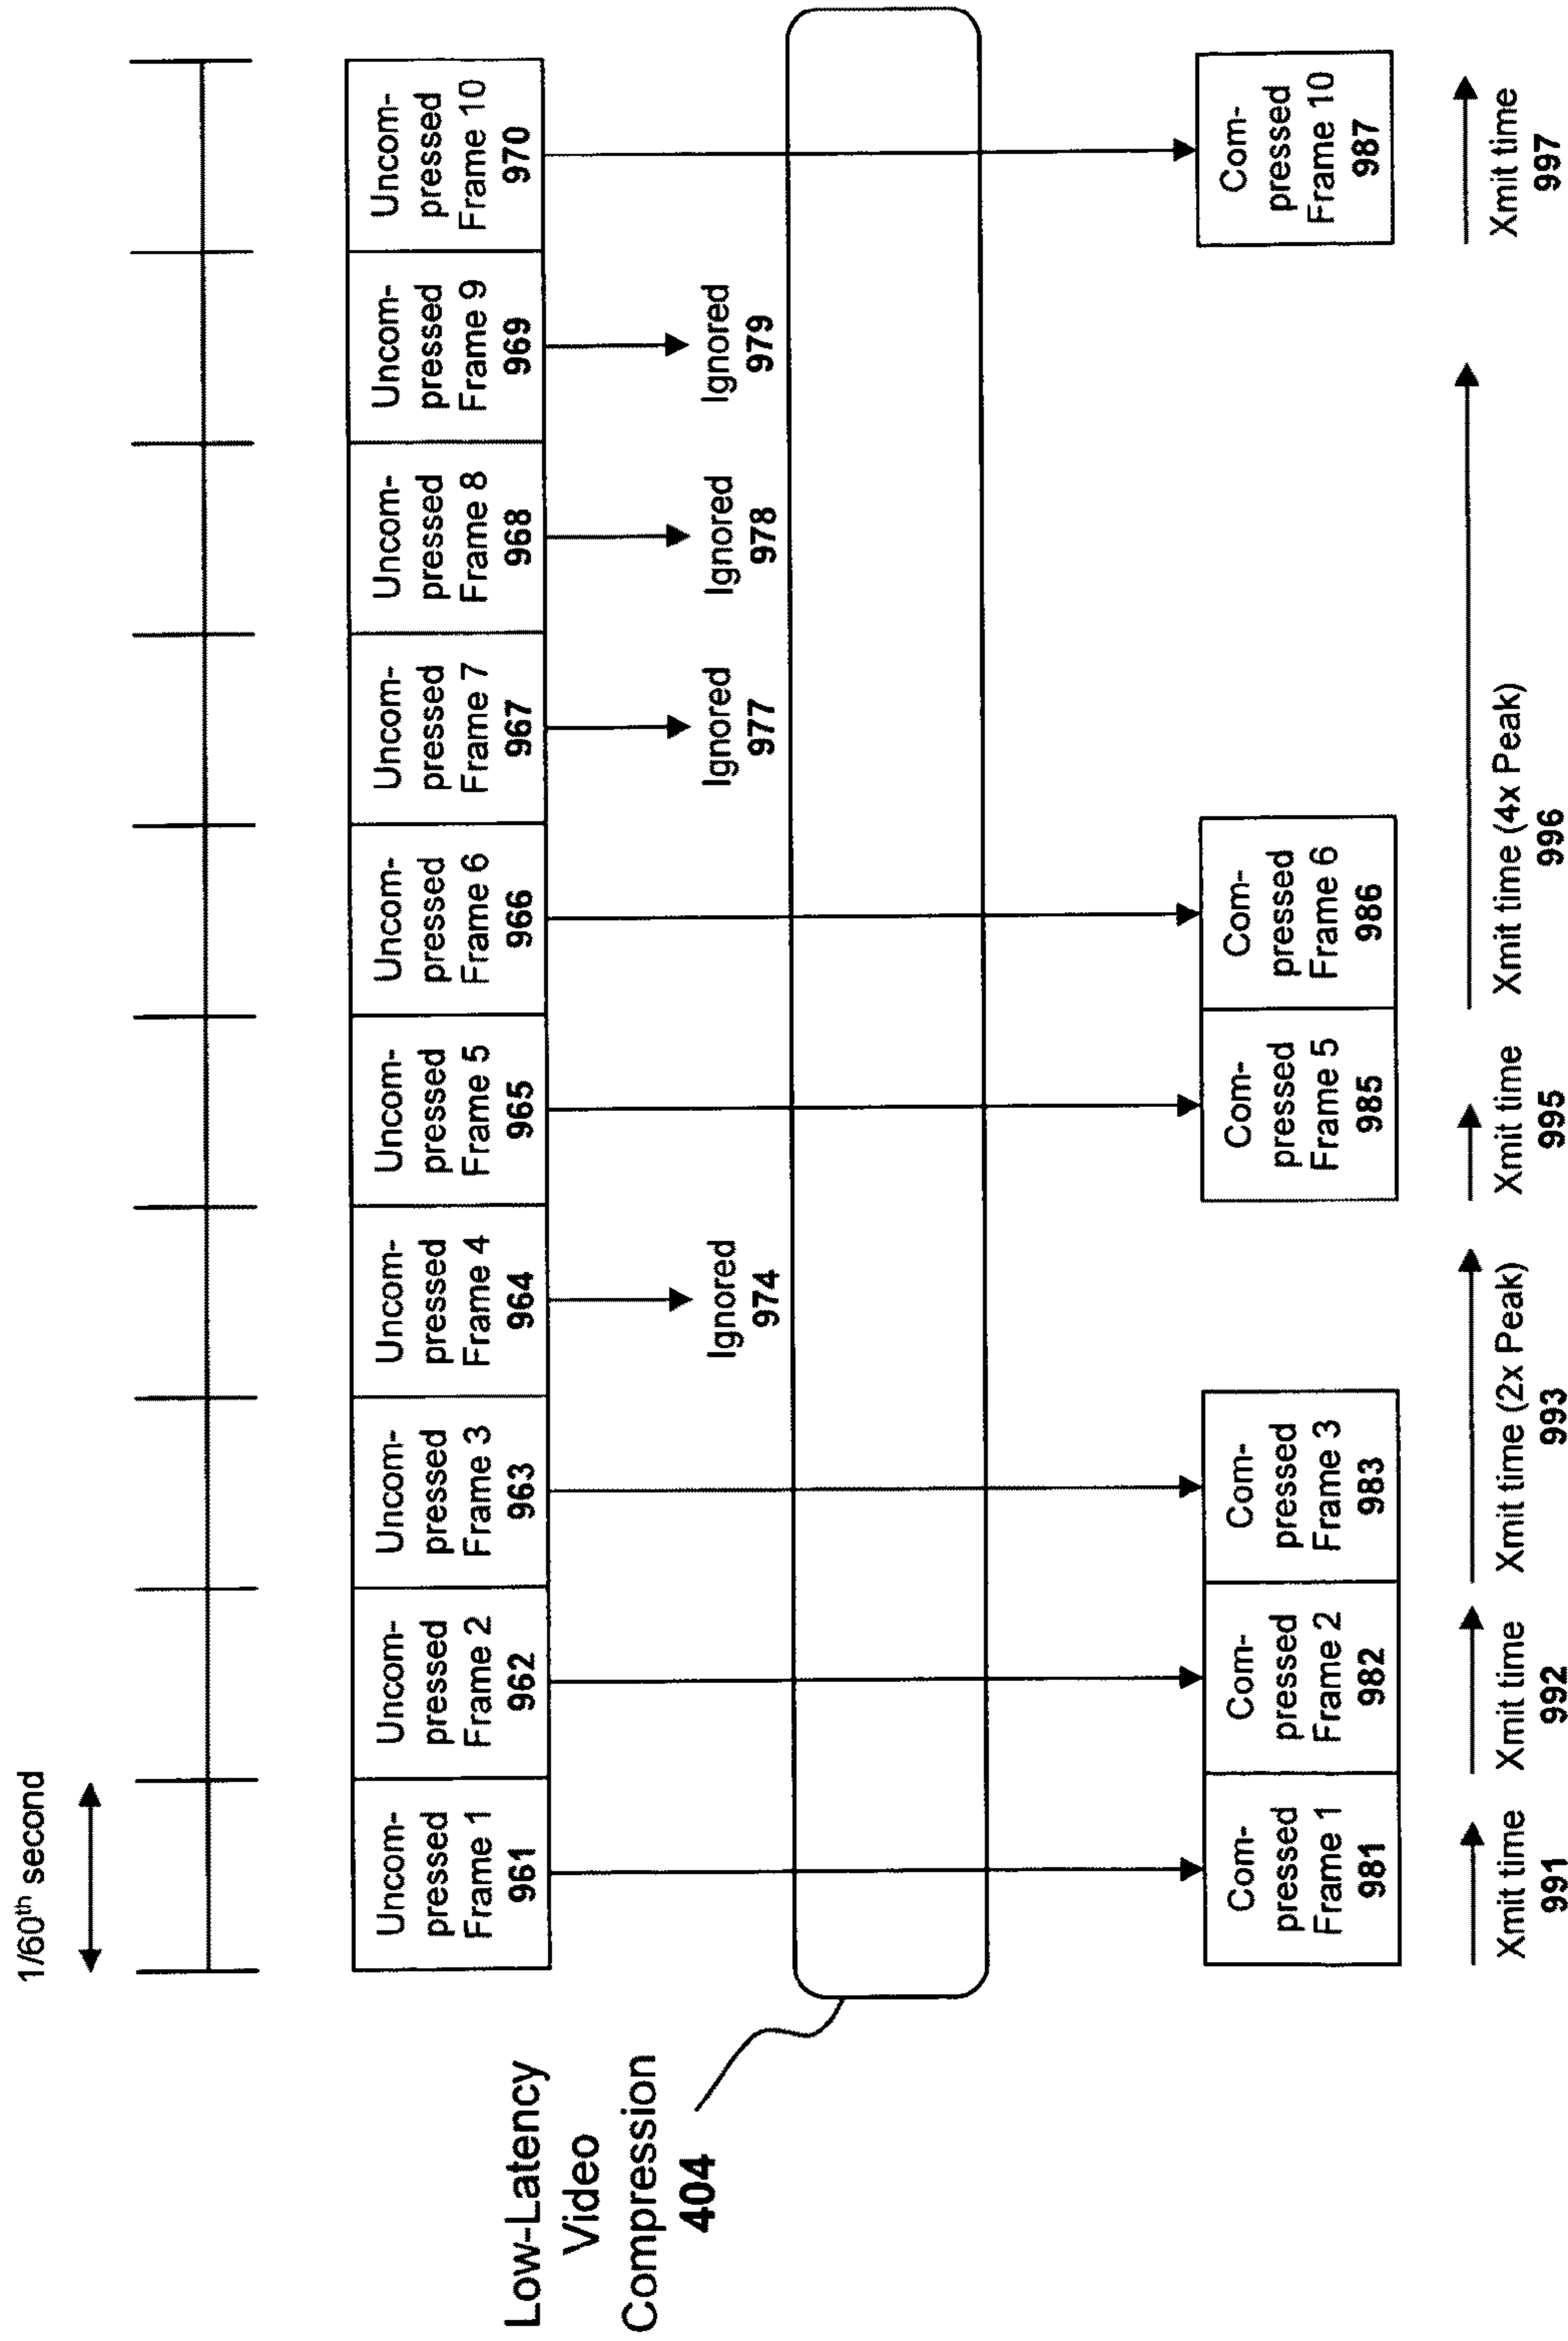 1/60th second
Uncom-
pressed
Frame 1
961
Uncom-
pressed
Frame 2
962
Uncom-
pressed
Frame 3
963
Uncom-
pressed
Frame 4
964
Uncom-
pressed
Frame 5
965
Uncom-
pressed
Frame 6
966
Uncom-
pressed
Frame 7
967
Uncom-
pressed
Frame 8
968
Uncom-
pressed
Frame 9
969
Uncom-
pressed
Frame 10
970
Ignored
974
Ignored
977
Ignored
978
Ignored
979
Low-Latency
Video
Compression
404
Com-
pressed
Frame 1
981
Com-
pressed
Frame 2
982
Com-
pressed
Frame 3
983
Com-
pressed
Frame 5
985
Com-
pressed
Frame 6
986
Com-
pressed
Frame 10
987
Xmit time
991
Xmit time
992
Xmit time (2x Peak)
993
Xmit time
995
Xmit time (4x Peak)
996
Xmit time
997